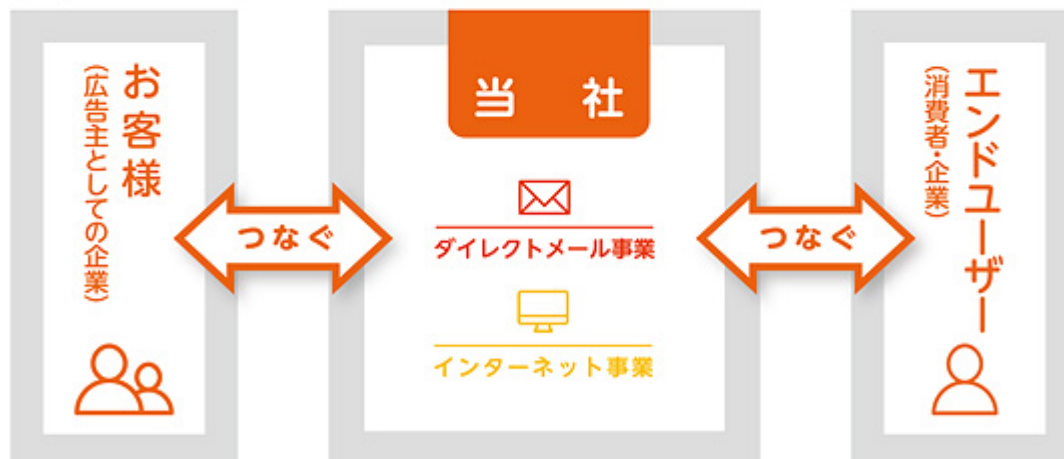 お客様
(広告主としての企業)
つなぐ
当社
ダイレクトメール事業
インターネット事業
つなぐ
エンドユーザー
(消費者・企業)